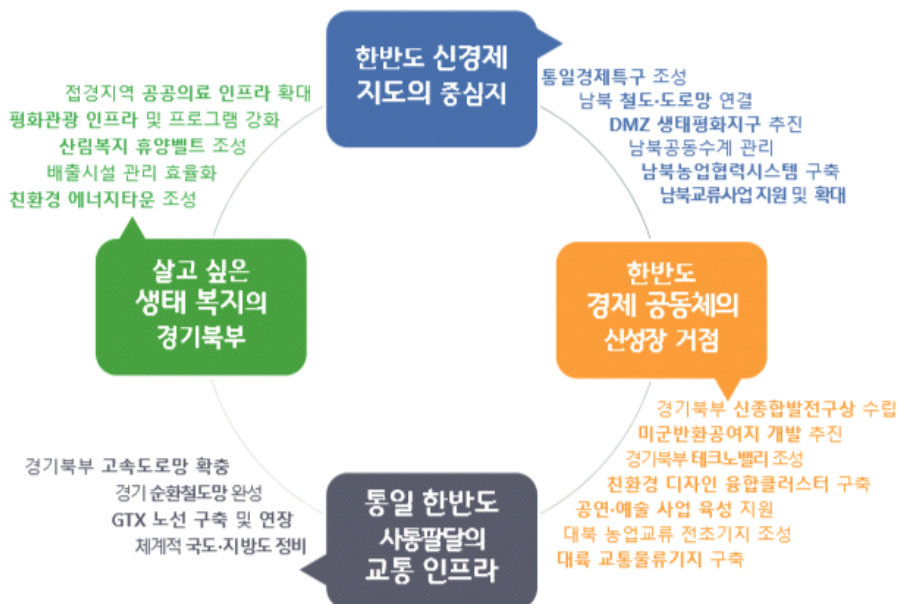 한반도 신경제
지도의 중심지
통일경제특구 조성
남북 철도·도로망 연결
DMZ 생태평화지구 추진
남북공동수계 관리
남북농업협력시스템 구축
남북교류사업 지원 및 확대
한반도
경제 공동체의
신성장 거점
경기북부 신종합발전구상 수립
미군반환공여지 개발 추진
경기북부 테크노밸리 조성
친환경 디자인 융합클러스터 구축
공연·예술 사업 육성 지원
대북 농업교류 전초기지 조성
대륙 교통물류기지 구축
통일 한반도
사통팔달의
교통 인프라
경기북부 고속도로망 확충
경기 순환철도망 완성
GTX 노선 구축 및 연장
체계적 국도·지방도 정비
살고 싶은
생태 복지의
경기북부
접경지역 공공의료 인프라 확대
평화관광 인프라 및 프로그램 강화
산림복지 휴양벨트 조성
배출시설 관리 효율화
친환경 에너지타운 조성